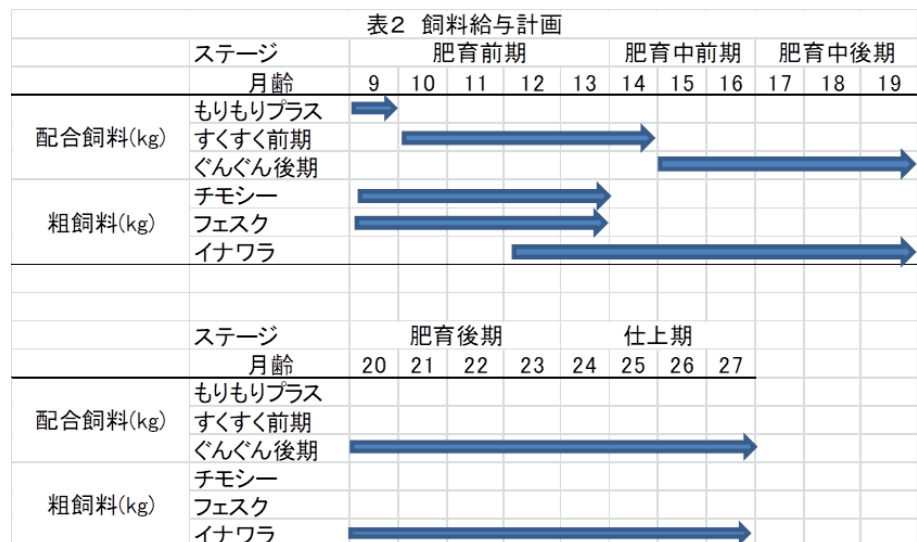 表2 飼料給与計画
ステージ 肥育前期 肥育中前期 肥育中後期
月齢 9 10 11 12 13 14 15 16 17 18 19
もりもりプラス
配合飼料(kg) すくすく前期
ぐんぐん後期
チモシー
粗飼料(kg) フェスク
イナワラ
ステージ 肥育後期 仕上期
月齢 20 21 22 23 24 25 26 27
もりもりプラス
配合飼料(kg) すくすく前期
ぐんぐん後期
チモシー
粗飼料(kg) フェスク
イナワラ